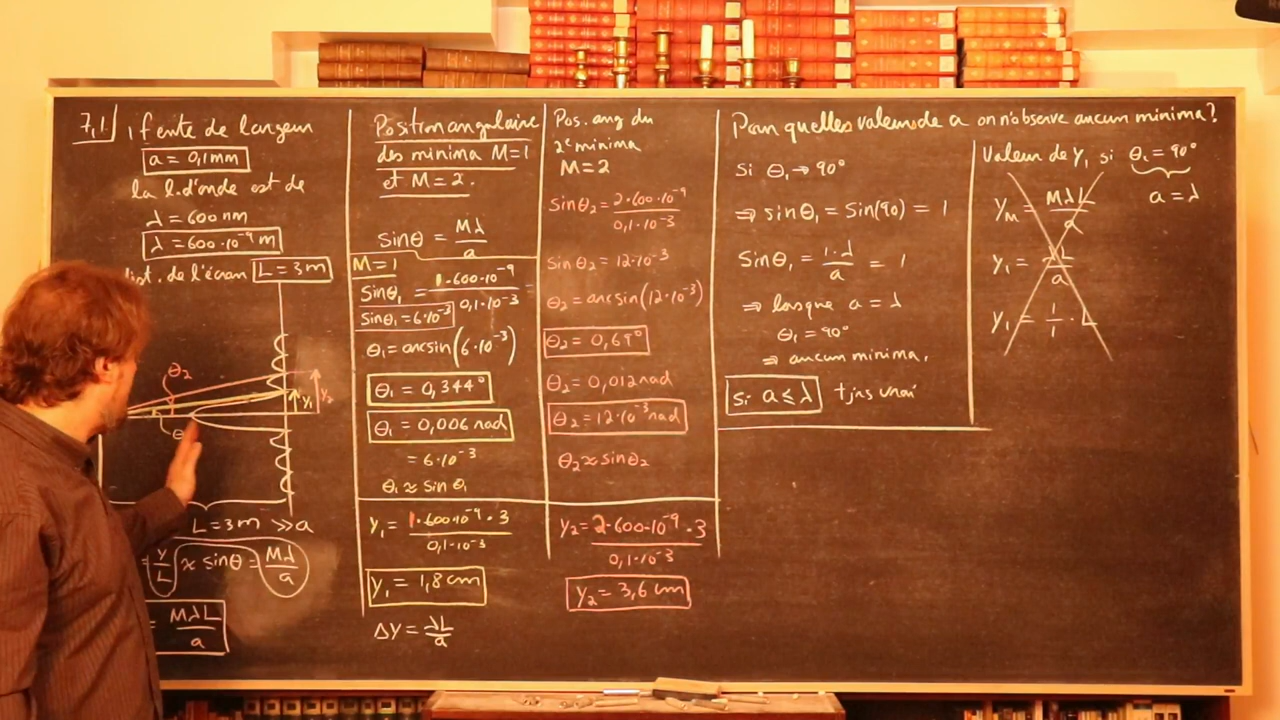 7,1 , fente de largeur
a = 0,1 mm
la l. d'onde est de
λ = 600 nm
λ = 600·10⁻⁹ m
dist. de l'écran L = 3 m
θ₂
y₁
y₂
L = 3 m ≫ a
= y/L ≈ sinθ = Mλ/a
= MλL/a
Position angulaire
des minima M=1
et M=2.
sinθ = Mλ/a
M=1
Sinθ₁ = 1·600·10⁻⁹/0,1·10⁻³ =
Sinθ₁ = 6·10⁻³
θ₁ = arcsin(6·10⁻³)
θ₁ = 0,344°
θ₁ = 0,006 rad
= 6·10⁻³
θ₁ ≈ sin θ₁
y₁ = 1·600·10⁻⁹·3/0,1·10⁻³
y₁ = 1,8 cm
Δy = λL/a
Pos. ang du
2ᵉ minima
M=2
Sinθ₂ = 2·600·10⁻⁹/0,1·10⁻³
Sinθ₂ = 12·10⁻³
θ₂ = arcsin(12·10⁻³)
θ₂ = 0,69°
θ₂ = 0,012 rad
θ₂ = 12·10⁻³ rad
θ₂ ≈ sinθ₂
y₂ = 2·600·10⁻⁹·3/0,1·10⁻³
y₂ = 3,6 cm
Pour quelles valeurs de a on n'observe aucun minima?
Si θ₁ → 90°
⇒ sinθ₁ = Sin(90) = 1
Sinθ₁ = 1·λ/a = 1
⇒ lorsque a = λ
θ₁ = 90°
⇒ aucun minima.
Si a ≤ λ tjrs vrai
Valeur de y₁ si θ₁ = 90°
a = λ
y_M = MλL/a
y₁ = λL/a
y₁ = 1/1 · L